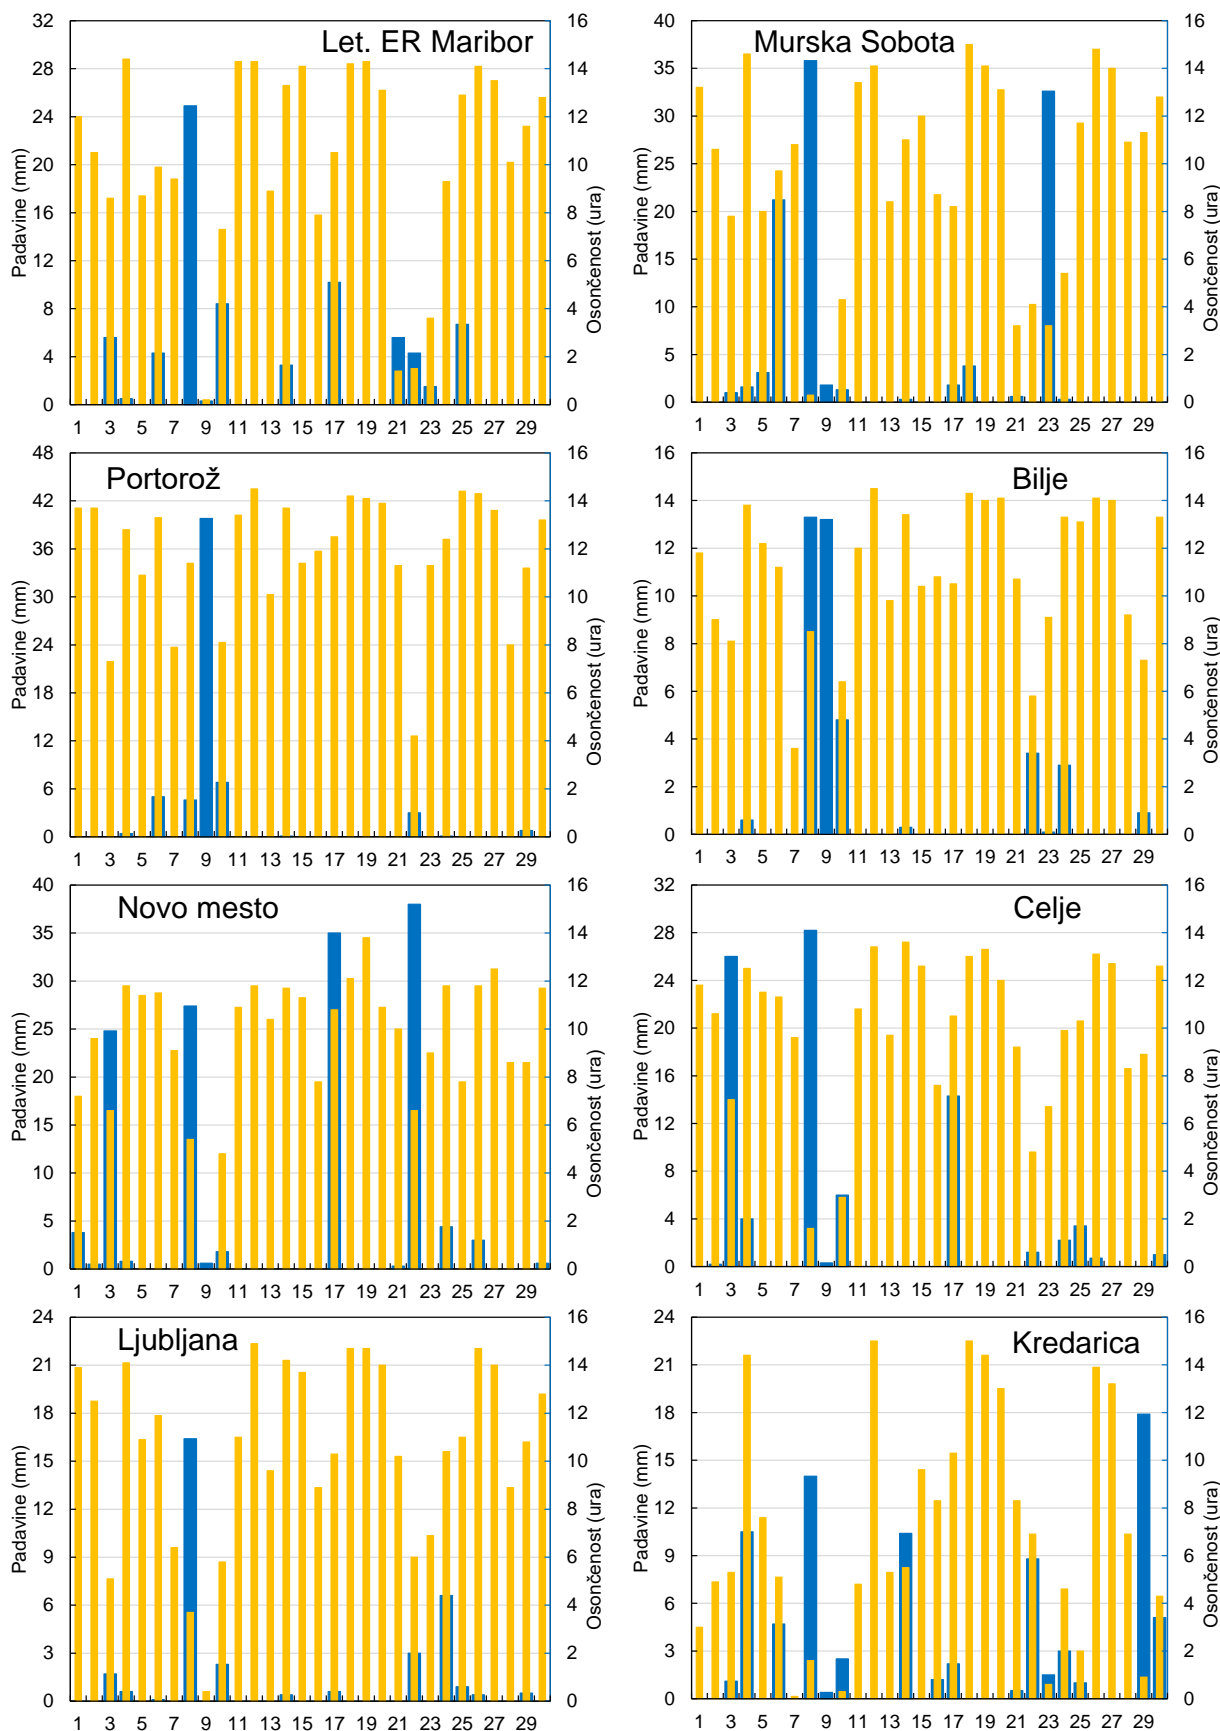 Let. ER Maribor
Padavine (mm)
Osončenost (ura)
32 28 24 20 16 12 8 4 0
16 14 12 10 8 6 4 2 0
1 3 5 7 9 11 13 15 17 19 21 23 25 27 29
Murska Sobota
Padavine (mm)
Osončenost (ura)
40 35 30 25 20 15 10 5 0
16 14 12 10 8 6 4 2 0
1 3 5 7 9 11 13 15 17 19 21 23 25 27 29
Portorož
Padavine (mm)
Osončenost (ura)
48 42 36 30 24 18 12 6 0
16 14 12 10 8 6 4 2 0
1 3 5 7 9 11 13 15 17 19 21 23 25 27 29
Bilje
Padavine (mm)
Osončenost (ura)
16 14 12 10 8 6 4 2 0
16 14 12 10 8 6 4 2 0
1 3 5 7 9 11 13 15 17 19 21 23 25 27 29
Novo mesto
Padavine (mm)
Osončenost (ura)
40 35 30 25 20 15 10 5 0
16 14 12 10 8 6 4 2 0
1 3 5 7 9 11 13 15 17 19 21 23 25 27 29
Celje
Padavine (mm)
Osončenost (ura)
32 28 24 20 16 12 8 4 0
16 14 12 10 8 6 4 2 0
1 3 5 7 9 11 13 15 17 19 21 23 25 27 29
Ljubljana
Padavine (mm)
Osončenost (ura)
24 21 18 15 12 9 6 3 0
16 14 12 10 8 6 4 2 0
1 3 5 7 9 11 13 15 17 19 21 23 25 27 29
Kredarica
Padavine (mm)
Osončenost (ura)
24 21 18 15 12 9 6 3 0
16 14 12 10 8 6 4 2 0
1 3 5 7 9 11 13 15 17 19 21 23 25 27 29